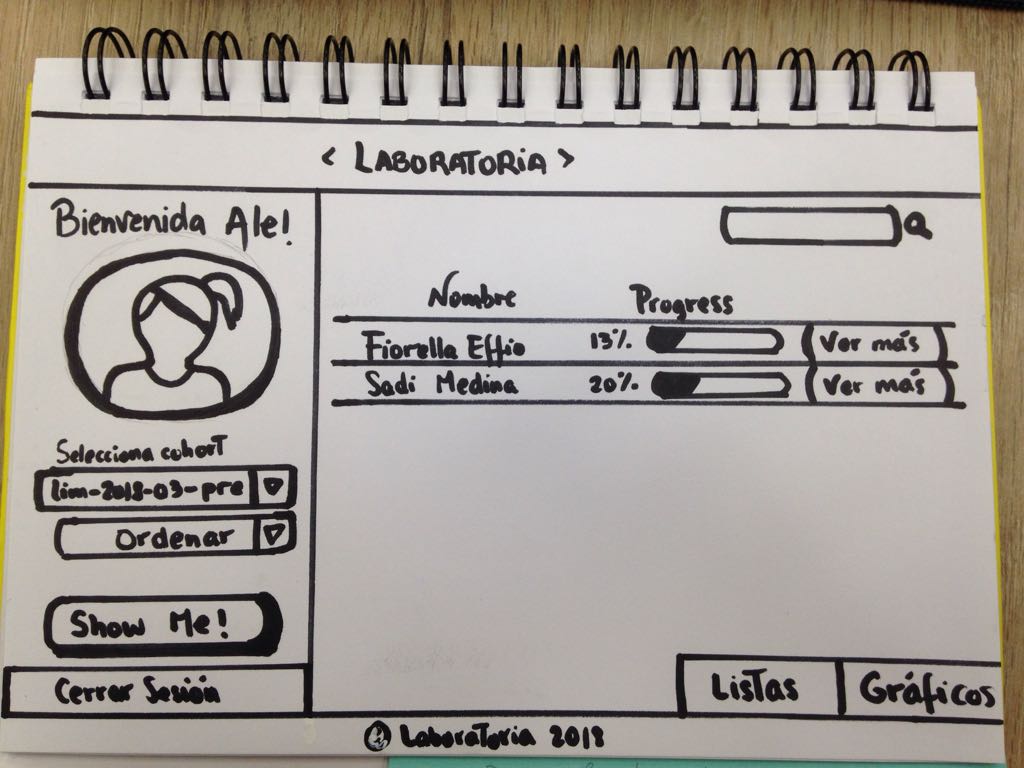 < LABORATORIA >
Bienvenida Ale!
Selecciona cohort
lim-2018-03-pre
Ordenar
Show Me!
Cerrar Sesión
Nombre Progress
Fiorella Effio 13% Ver más
Sadi Medina 20% Ver más
Listas Gráficos
© Laboratoria 2018